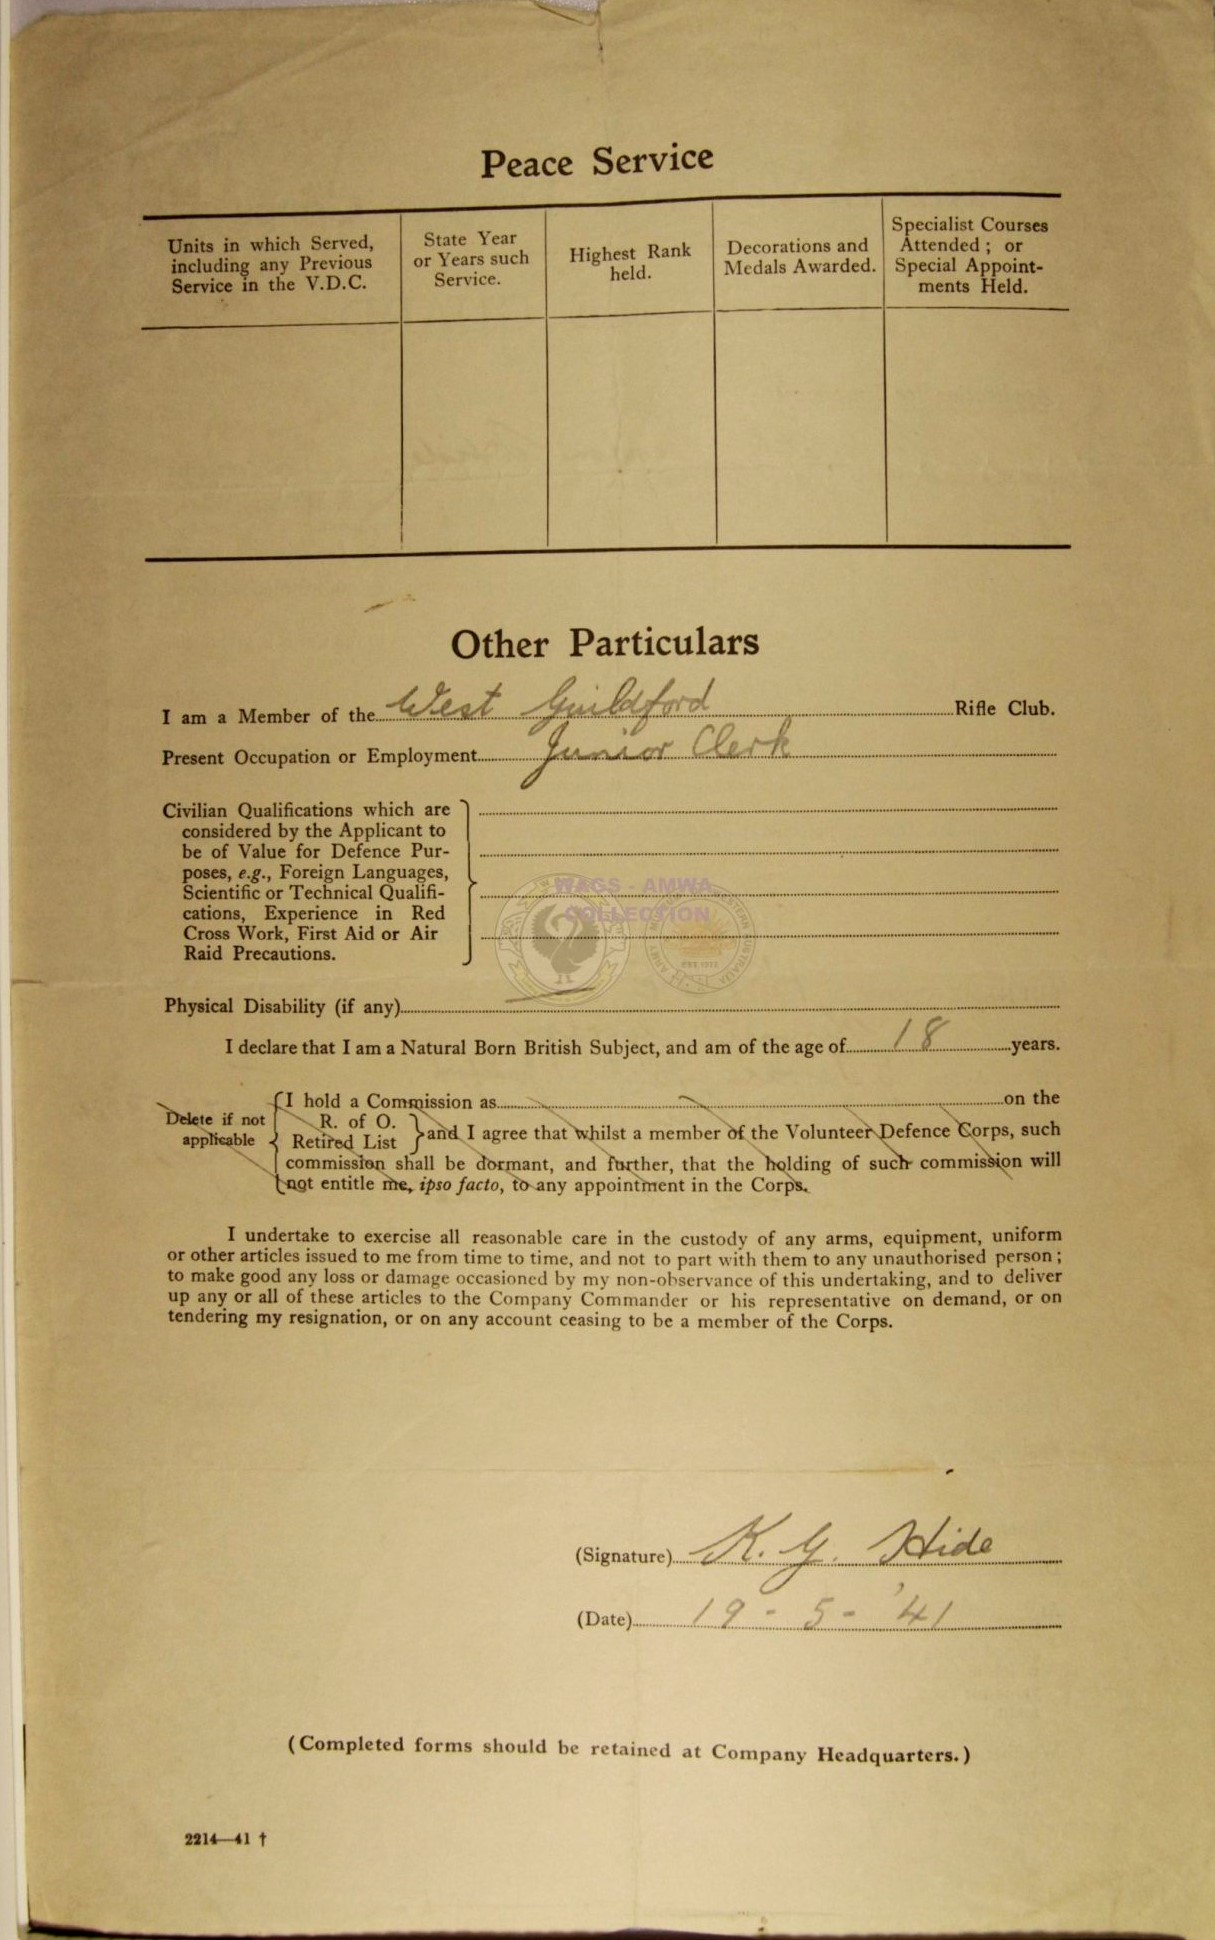 Peace Service
Units in which Served,
including any Previous
Service in the V.D.C.
State Year
or Years such
Service.
Highest Rank
held.
Decorations and
Medals Awarded.
Specialist Courses
Attended; or
Special Appoint-
ments Held.
Other Particulars
I am a Member of the West Guildford Rifle Club.
Present Occupation or Employment Junior Clerk
Civilian Qualifications which are
considered by the Applicant to
be of Value for Defence Pur-
poses, e.g., Foreign Languages,
Scientific or Technical Qualifi-
cations, Experience in Red
Cross Work, First Aid or Air
Raid Precautions.
WAGS - AMWA
COLLECTION
Physical Disability (if any) —
I declare that I am a Natural Born British Subject, and am of the age of 18 years.
Delete if not
applicable
I hold a Commission as on the
R. of O.
Retired List
and I agree that whilst a member of the Volunteer Defence Corps, such
commission shall be dormant, and further, that the holding of such commission will
not entitle me, ipso facto, to any appointment in the Corps.
I undertake to exercise all reasonable care in the custody of any arms, equipment, uniform
or other articles issued to me from time to time, and not to part with them to any unauthorised person;
to make good any loss or damage occasioned by my non-observance of this undertaking, and to deliver
up any or all of these articles to the Company Commander or his representative on demand, or on
tendering my resignation, or on any account ceasing to be a member of the Corps.
(Signature) K. G. Hide
(Date) 19 - 5 - '41
(Completed forms should be retained at Company Headquarters.)
2214—41 †